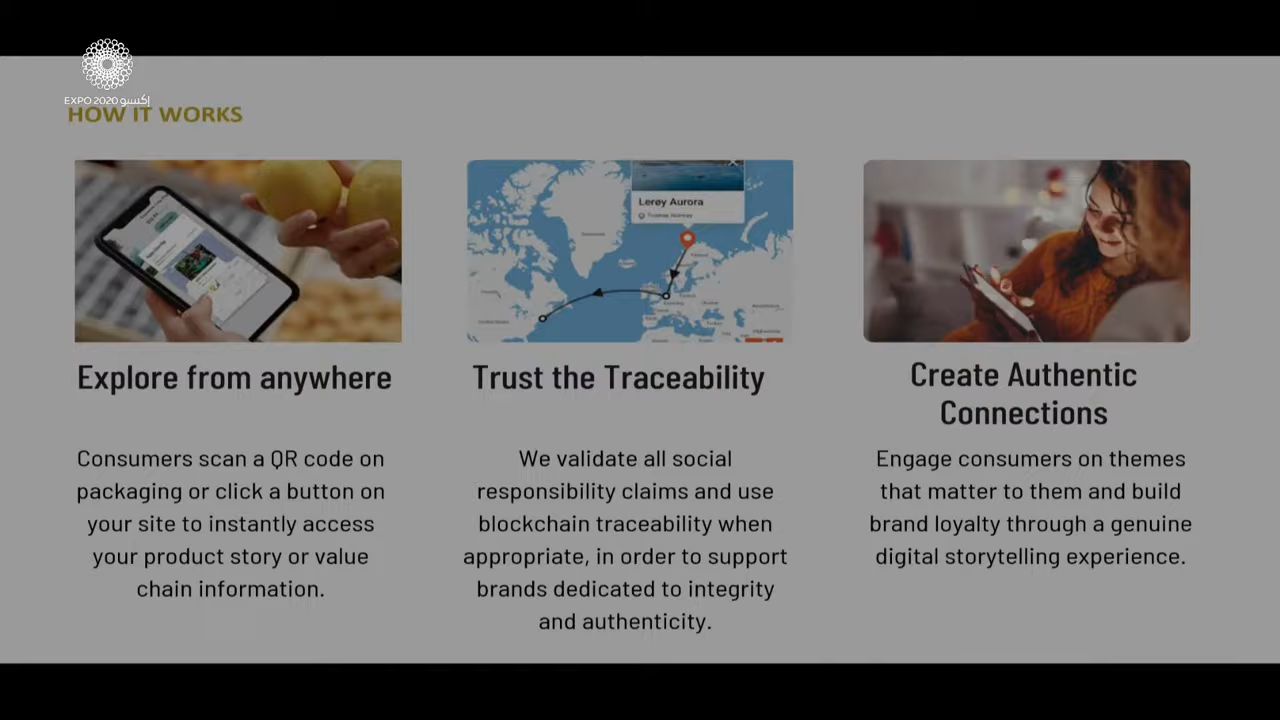 EXPO 2020 إكسبو
HOW IT WORKS
Lerøy Aurora
Explore from anywhere
Trust the Traceability
Create Authentic
Connections
Consumers scan a QR code on
packaging or click a button on
your site to instantly access
your product story or value
chain information.
We validate all social
responsibility claims and use
blockchain traceability when
appropriate, in order to support
brands dedicated to integrity
and authenticity.
Engage consumers on themes
that matter to them and build
brand loyalty through a genuine
digital storytelling experience.